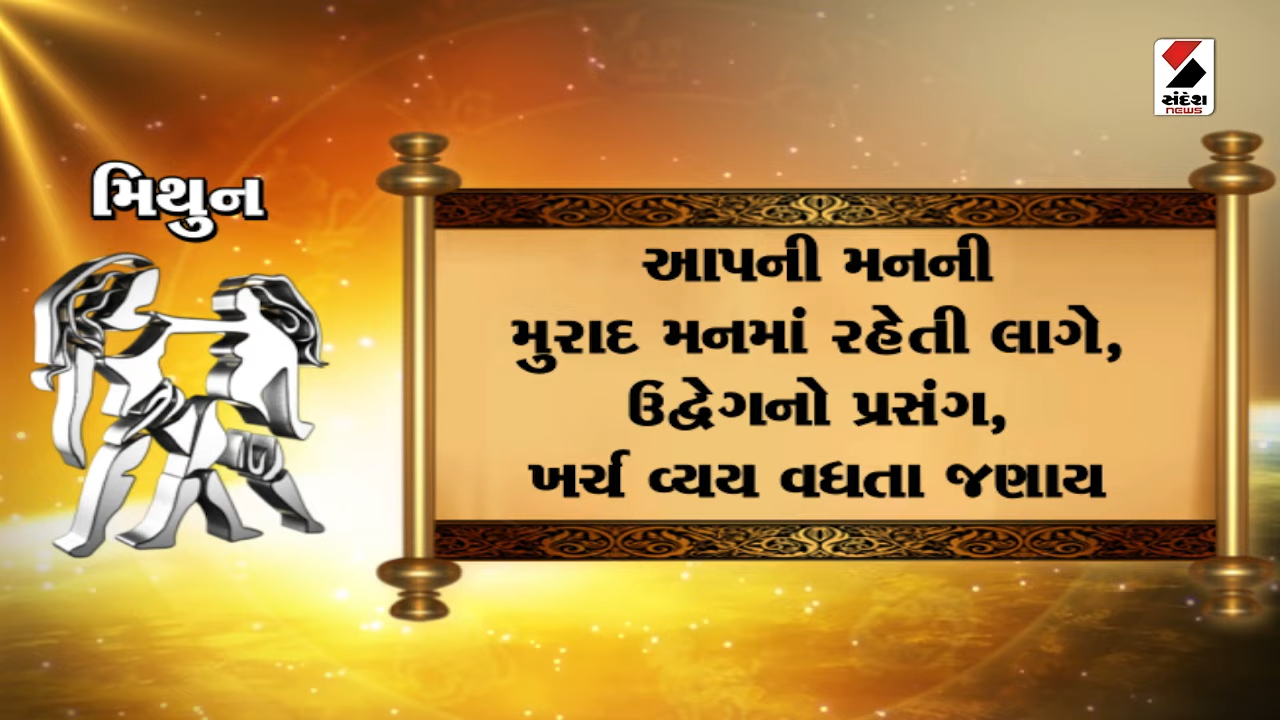 સંદેશ
NEWS
મિથુન
આપની મનની
મુરાદ મનમાં રહેતી લાગે,
ઉદ્વેગનો પ્રસંગ,
ખર્ચ વ્યય વધતા જણાય